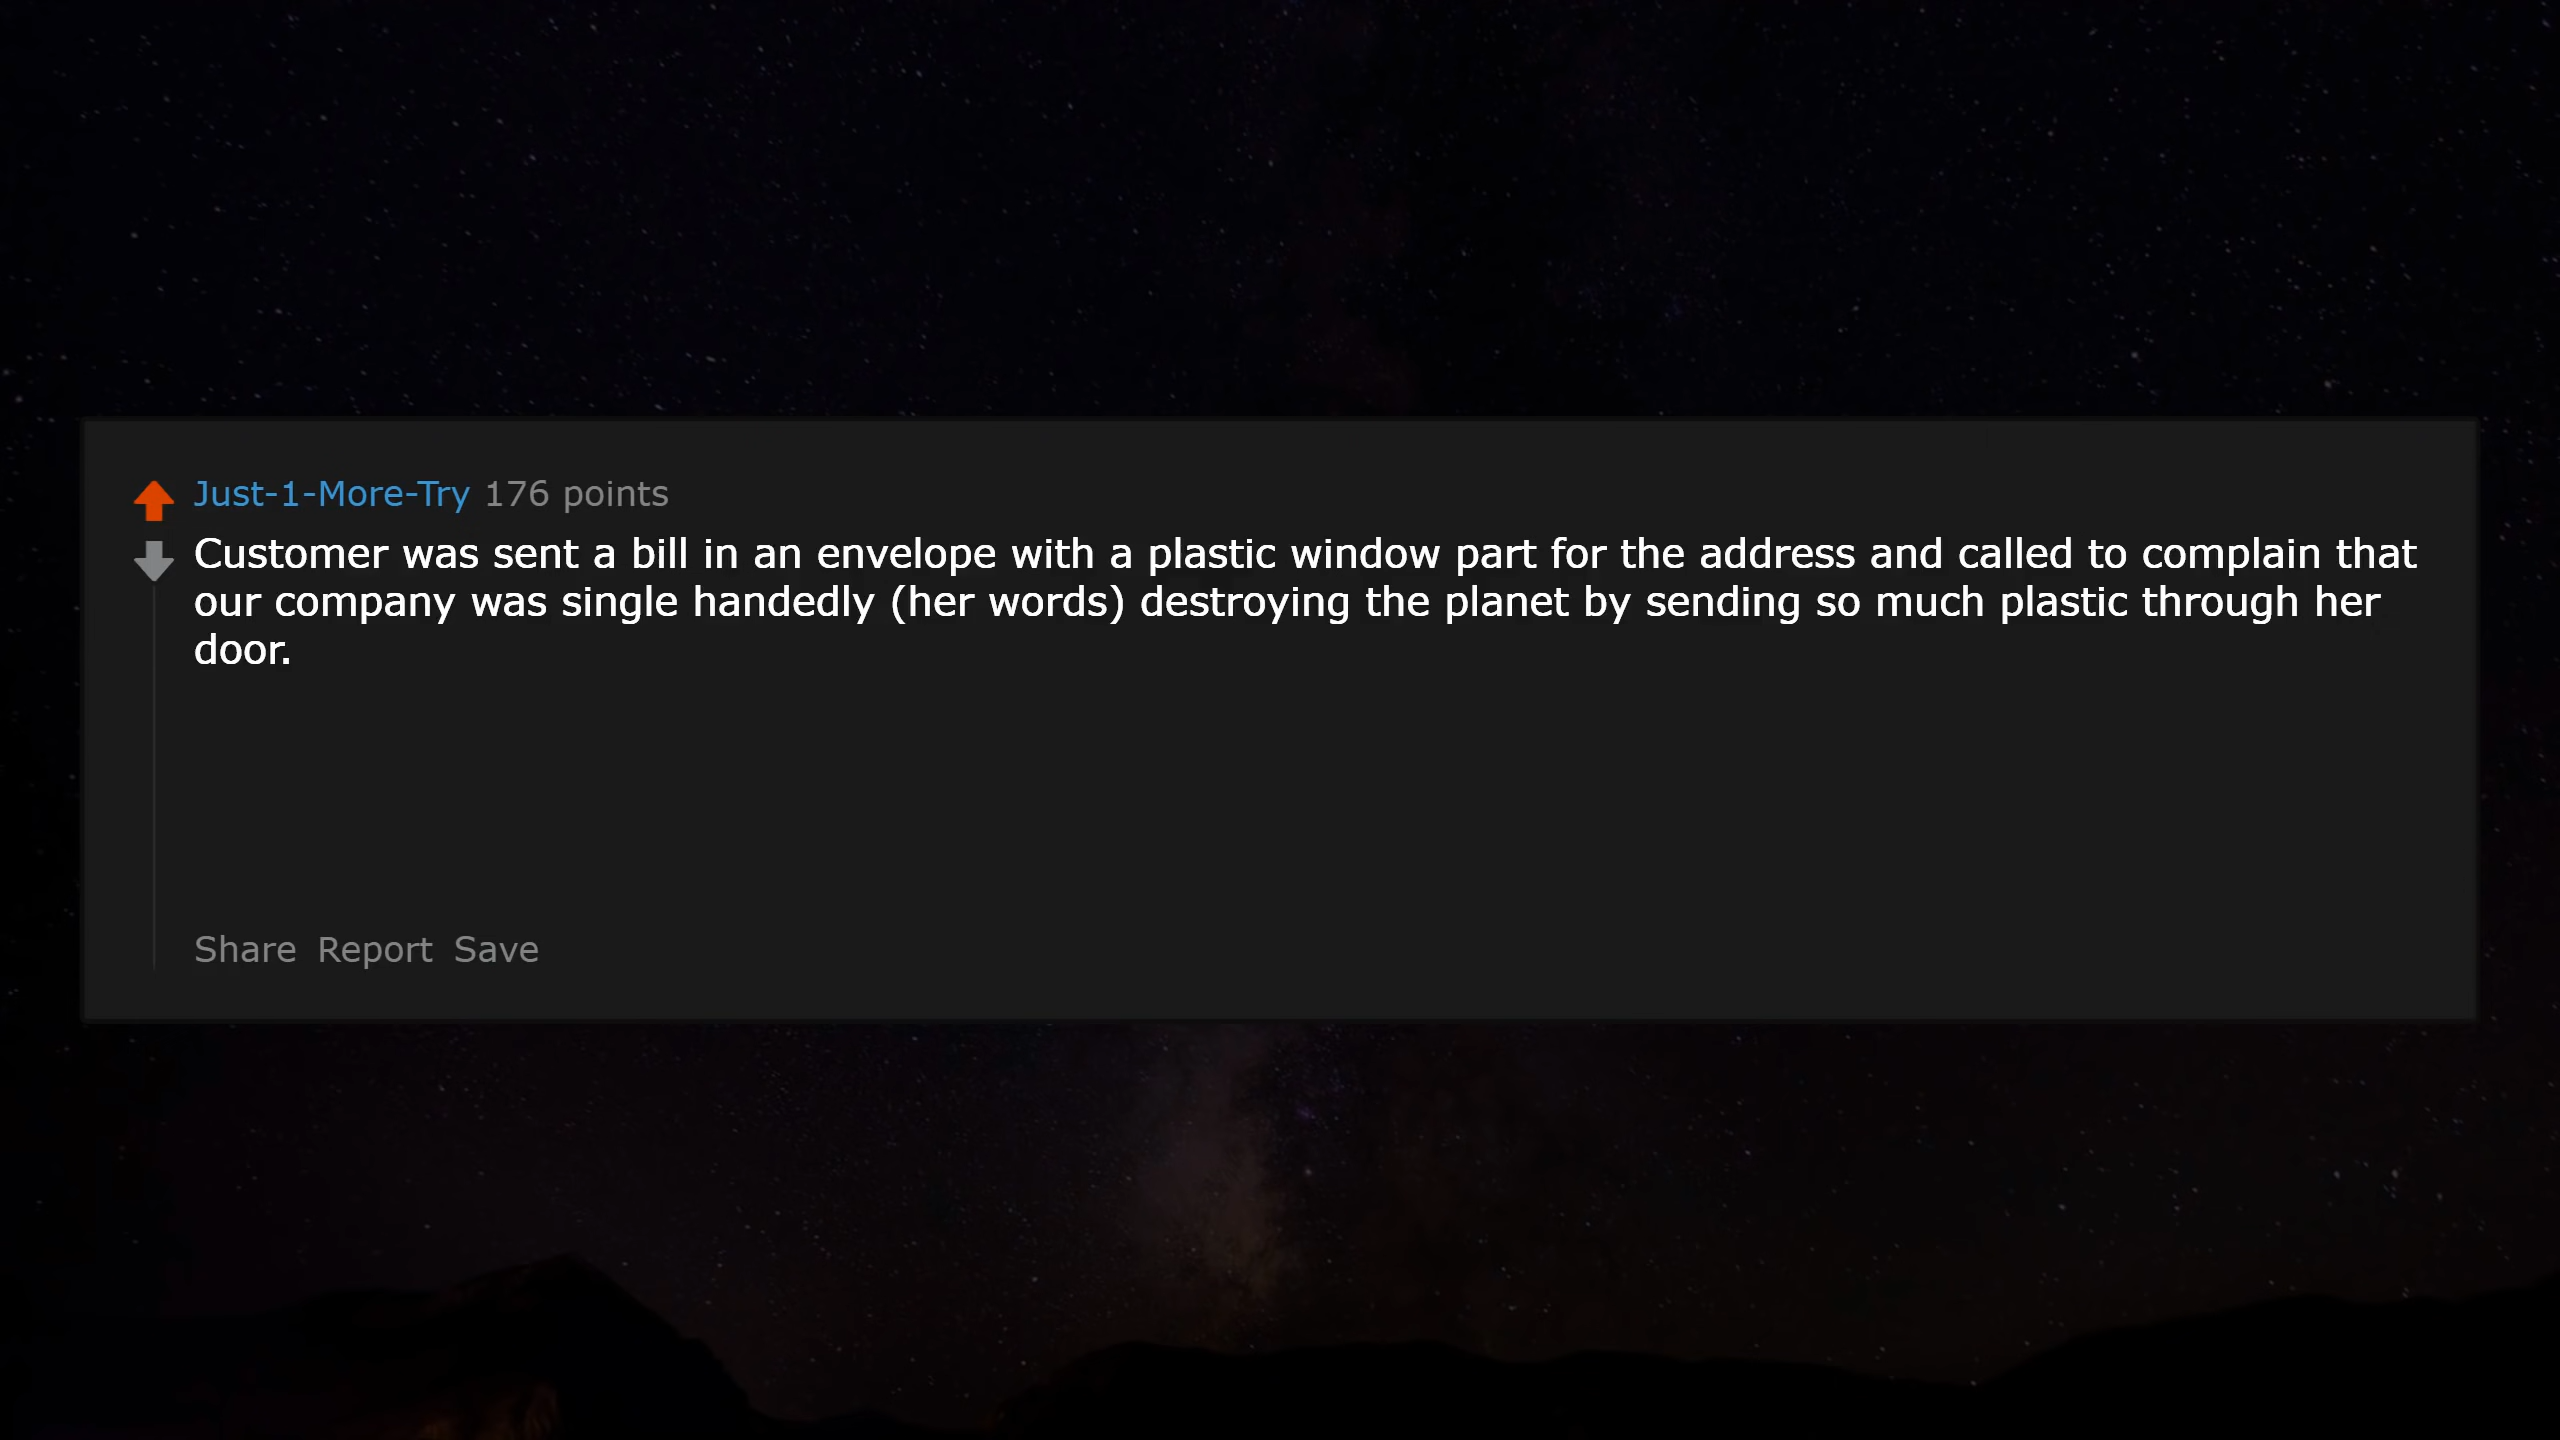 Just-1-More-Try 176 points
Customer was sent a bill in an envelope with a plastic window part for the address and called to complain that
our company was single handedly (her words) destroying the planet by sending so much plastic through her
door.
Share Report Save